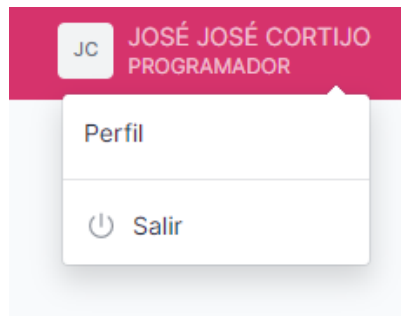 JC
JOSÉ JOSÉ CORTIJO
PROGRAMADOR
Perfil
Salir